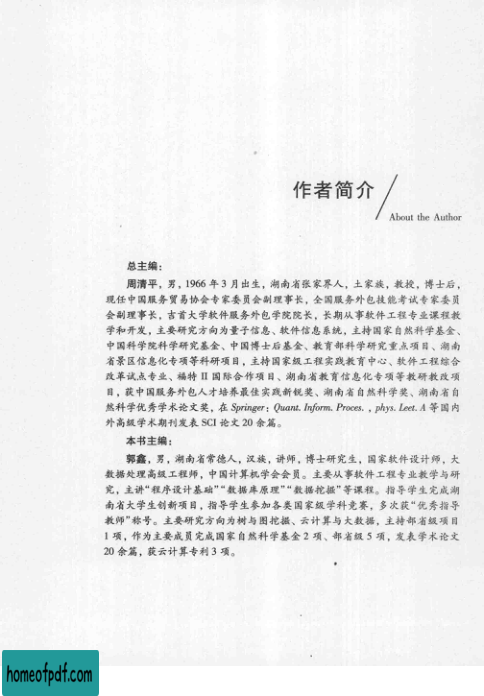 作者简介
About the Author
总主编：
周清平，男，1966 年 3 月出生，湖南省张家界人，土家族，教授，博士后，
现任中国服务贸易协会专家委员会副理事长，全国服务外包技能考试专家委员
会副理事长，吉首大学软件服务外包学院院长，长期从事软件工程专业课程教
学和开发，主要研究方向为量子信息、软件信息系统，主持国家自然科学基金、
中国科学院科学研究基金、中国博士后基金、教育部科学研究重点项目、湖南
省景区信息化专项等科研项目，主持国家级工程实践教育中心、软件工程综合
改革试点专业、福特 II 国际合作项目、湖南省教育信息化专项等教研教改项
目，获中国服务外包人才培养最佳实践新锐奖、湖南省自然科学奖、湖南省自
然科学优秀学术论文奖，在 Springer：Quant. Inform. Proces.，phys. Leet. A 等国内
外高级学术期刊发表 SCI 论文 20 余篇。
本书主编：
郭鑫，男，湖南省常德人，汉族，讲师，博士研究生，国家软件设计师，大
数据处理高级工程师，中国计算机学会会员。主要从事软件工程专业教学与研
究，主讲“程序设计基础”“数据库原理”“数据挖掘”等课程。指导学生完成湖
南省大学生创新项目，指导学生参加各类国家级学科竞赛，多次获“优秀指导
教师”称号。主要研究方向为树与图挖掘、云计算与大数据，主持部省级项目
1 项，作为主要成员完成国家自然科学基金 2 项、部省级 5 项，发表学术论文
20 余篇，获云计算专利 3 项。
homeofpdf.com